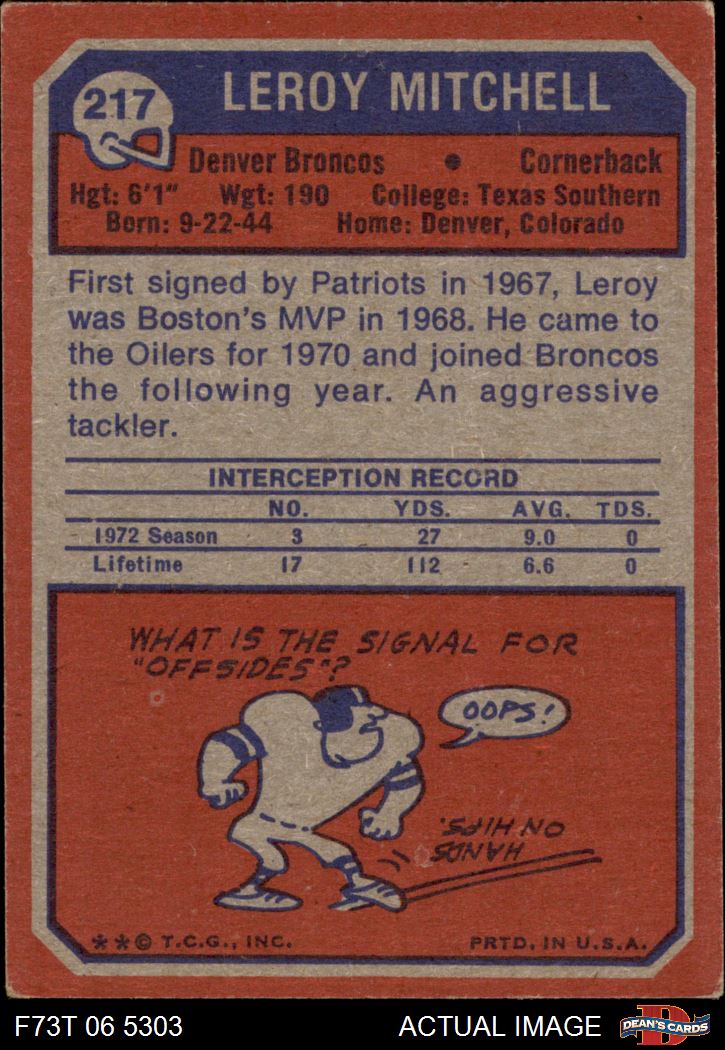 217
LEROY MITCHELL
Denver Broncos • Cornerback
Hgt: 6'1" Wgt: 190 College: Texas Southern
Born: 9-22-44 Home: Denver, Colorado
First signed by Patriots in 1967, Leroy
was Boston's MVP in 1968. He came to
the Oilers for 1970 and joined Broncos
the following year. An aggressive
tackler.
INTERCEPTION RECORD
NO. YDS. AVG. TDS.
1972 Season 3 27 9.0 0
Lifetime 17 112 6.6 0
WHAT IS THE SIGNAL FOR
"OFFSIDES"?
OOPS!
HANDS
ON HIPS.
**© T.C.G., INC. PRTD. IN U.S.A.
F73T 06 5303 ACTUAL IMAGE
D
DEAN'S CARDS